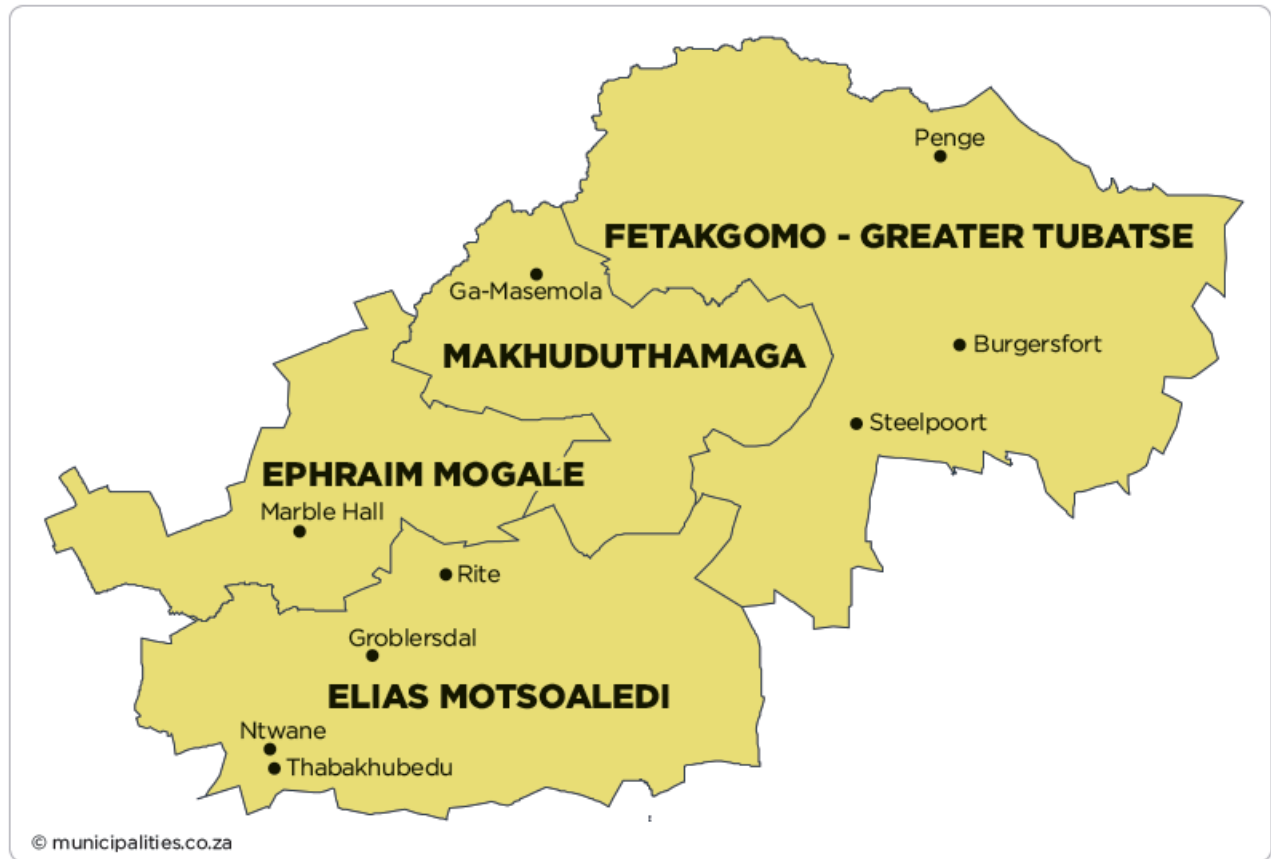 Penge
FETAKGOMO - GREATER TUBATSE
Ga-Masemola
Burgersfort
MAKHUDUTHAMAGA
Steelpoort
EPHRAIM MOGALE
Marble Hall
Rite
Groblersdal
ELIAS MOTSOALEDI
Ntwane
Thabakhubedu
© municipalities.co.za